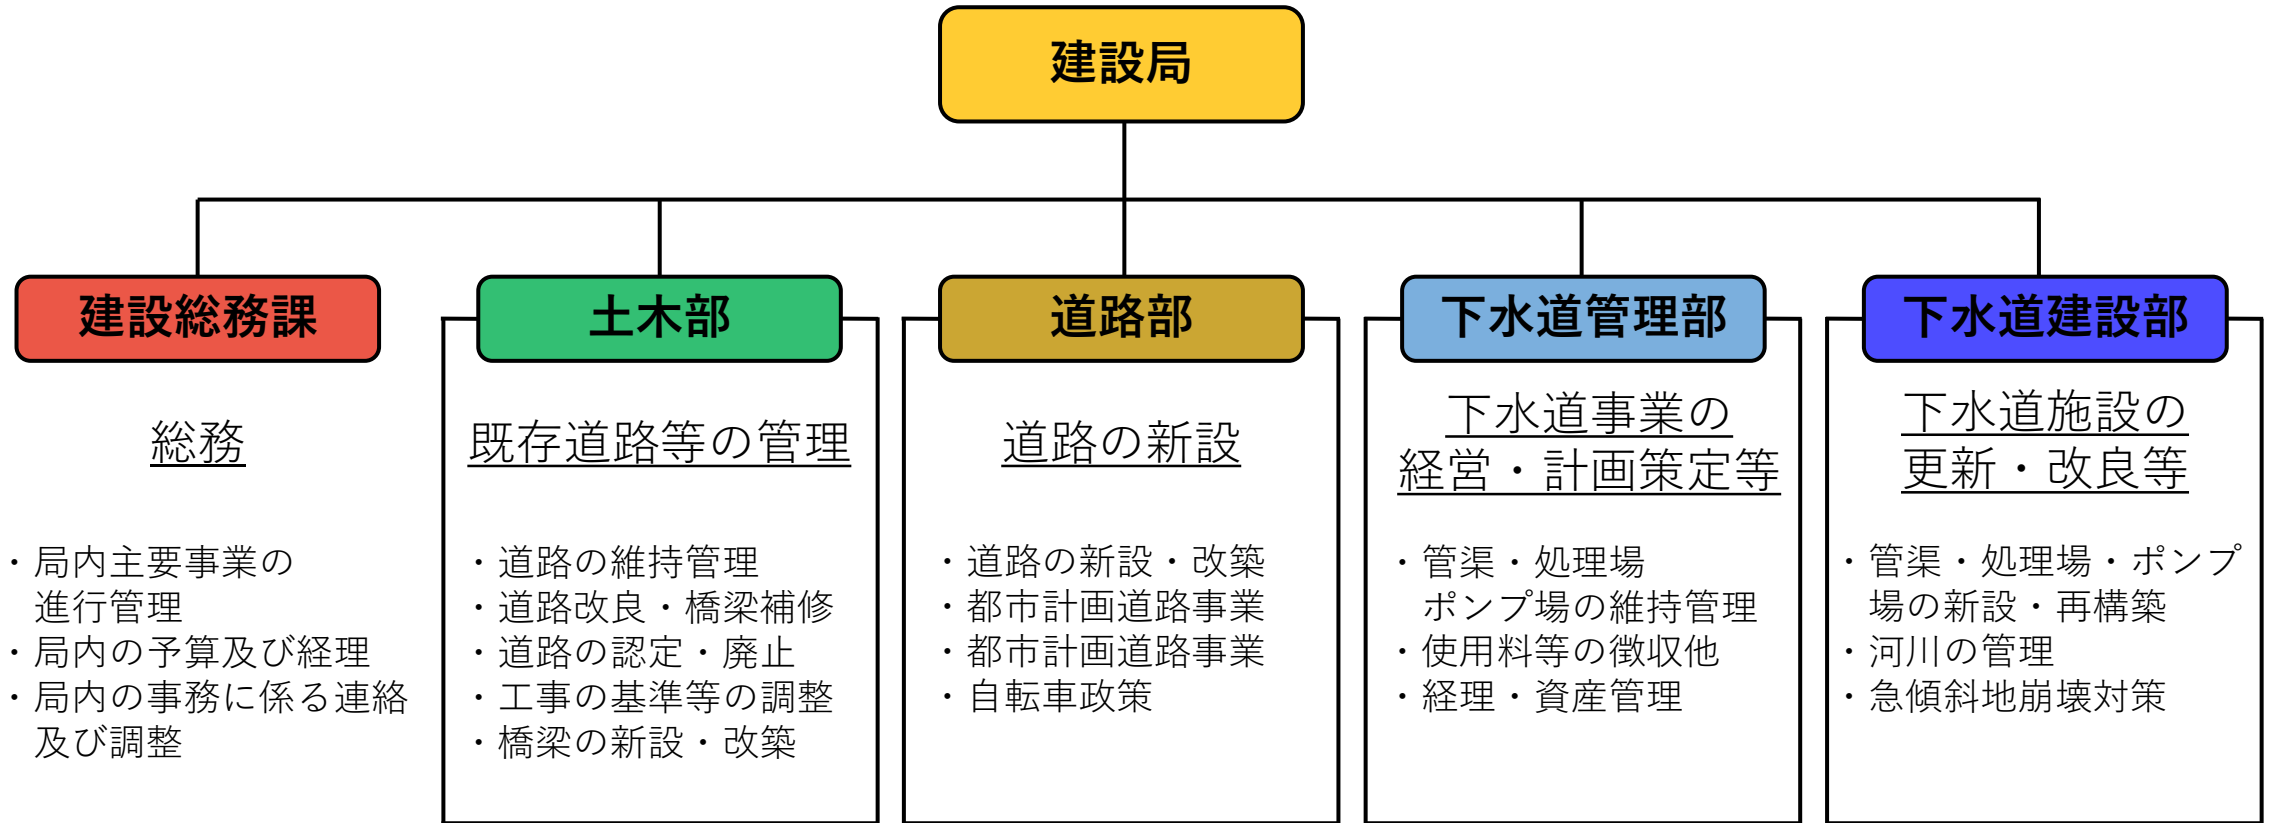 建設局
建設総務課
総務
・局内主要事業の
進行管理
・局内の予算及び経理
・局内の事務に係る連絡
及び調整
土木部
既存道路等の管理
・道路の維持管理
・道路改良・橋梁補修
・道路の認定・廃止
・工事の基準等の調整
・橋梁の新設・改築
道路部
道路の新設
・道路の新設・改築
・都市計画道路事業
・都市計画道路事業
・自転車政策
下水道管理部
下水道事業の
経営・計画策定等
・管渠・処理場
ポンプ場の維持管理
・使用料等の徴収他
・経理・資産管理
下水道建設部
下水道施設の
更新・改良等
・管渠・処理場・ポンプ
場の新設・再構築
・河川の管理
・急傾斜地崩壊対策